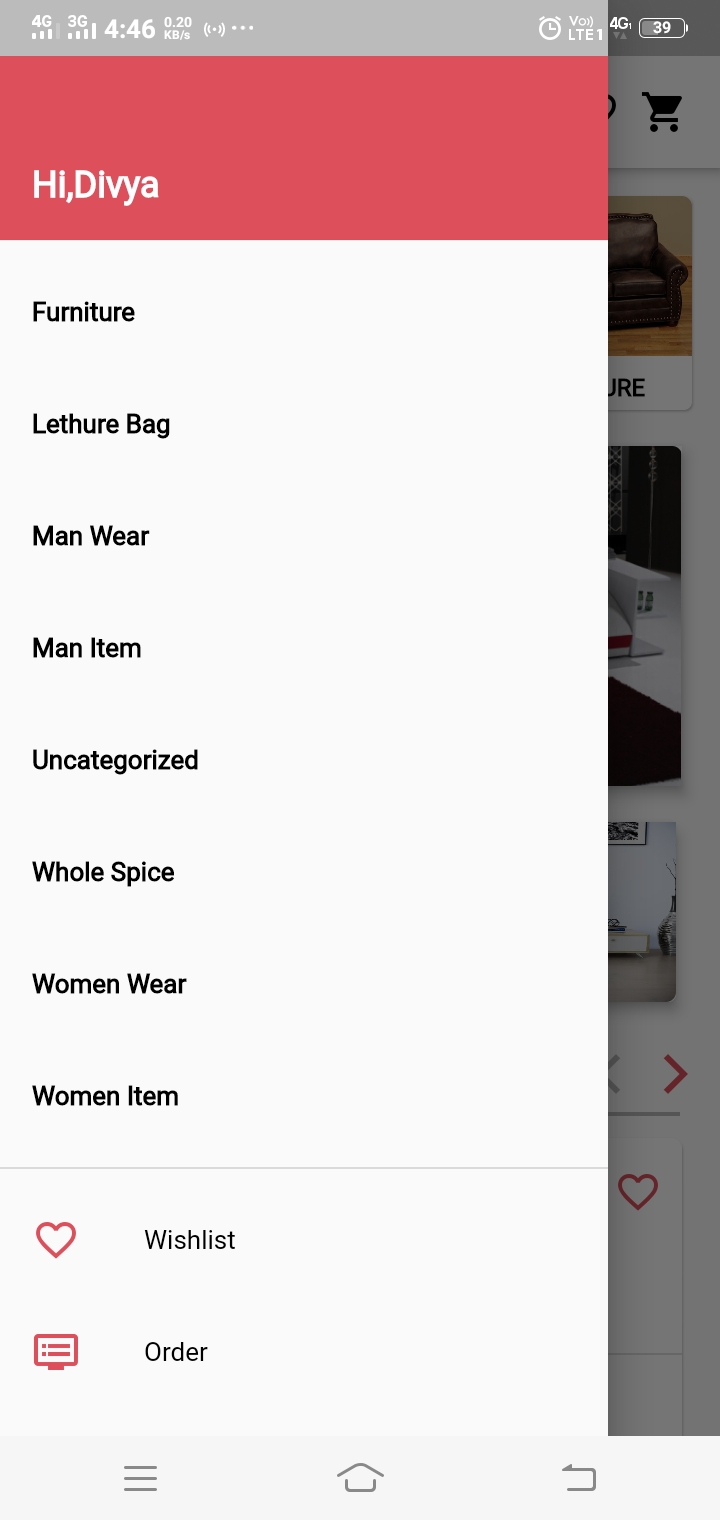 4G 3G 4:46 0.20 KB/s Vo)) LTE1 4G 39
Hi,Divya
URE
Furniture
Lethure Bag
Man Wear
Man Item
Uncategorized
Whole Spice
Women Wear
Women Item
Wishlist
Order